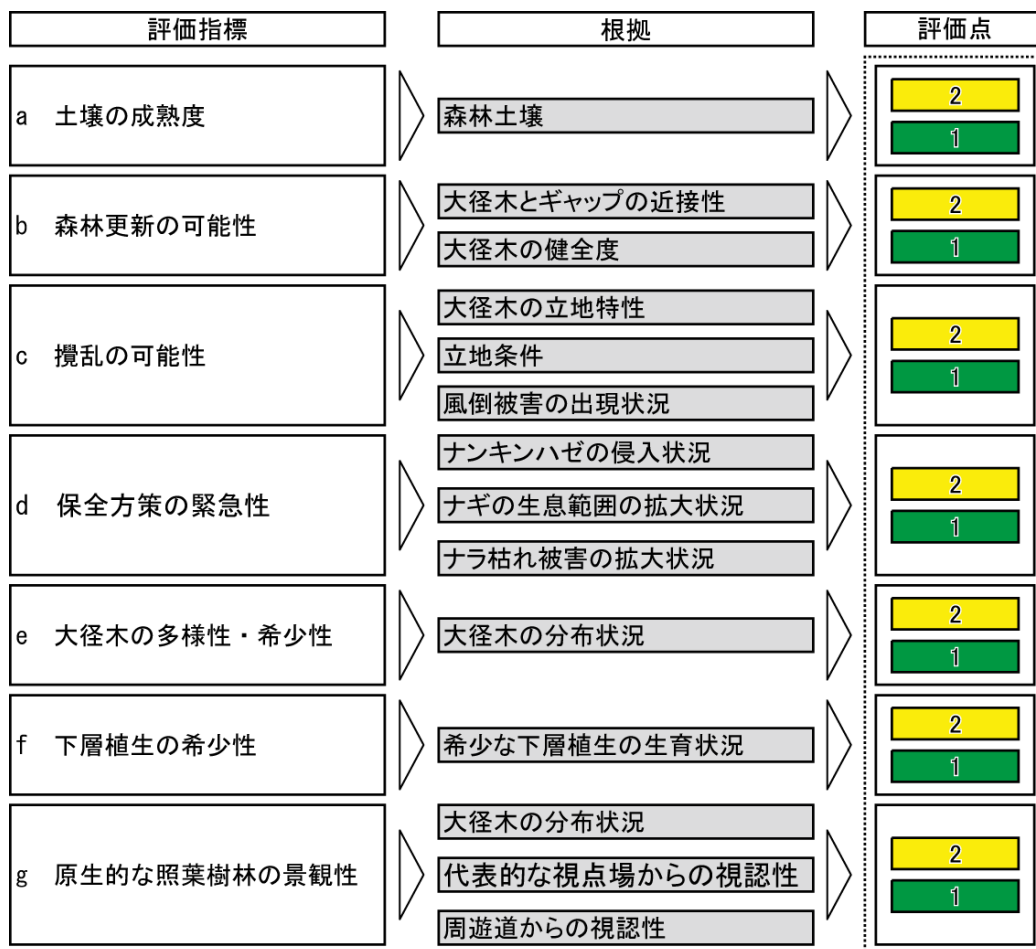 評価指標 根拠 評価点
a 土壌の成熟度
森林土壌
2
1
b 森林更新の可能性
大径木とギャップの近接性
大径木の健全度
2
1
c 攪乱の可能性
大径木の立地特性
立地条件
風倒被害の出現状況
2
1
d 保全方策の緊急性
ナンキンハゼの侵入状況
ナギの生息範囲の拡大状況
ナラ枯れ被害の拡大状況
2
1
e 大径木の多様性・希少性
大径木の分布状況
2
1
f 下層植生の希少性
希少な下層植生の生育状況
2
1
g 原生的な照葉樹林の景観性
大径木の分布状況
代表的な視点場からの視認性
周遊道からの視認性
2
1